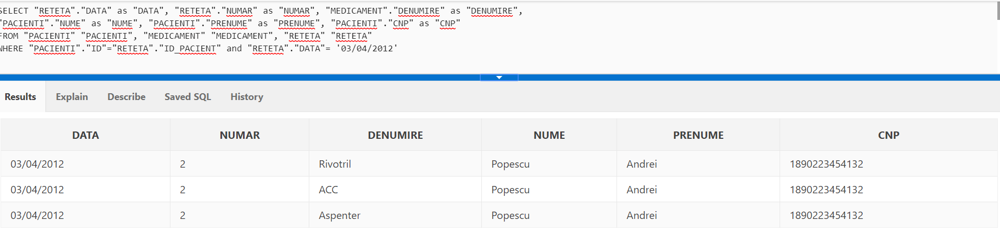 SELECT "RETETA"."DATA" as "DATA", "RETETA"."NUMAR" as "NUMAR", "MEDICAMENT"."DENUMIRE" as "DENUMIRE",
"PACIENTI"."NUME" as "NUME", "PACIENTI"."PRENUME" as "PRENUME", "PACIENTI"."CNP" as "CNP"
FROM "PACIENTI" "PACIENTI", "MEDICAMENT" "MEDICAMENT", "RETETA" "RETETA"
WHERE "PACIENTI"."ID"="RETETA"."ID_PACIENT" and "RETETA"."DATA"= '03/04/2012'
Results Explain Describe Saved SQL History
DATA NUMAR DENUMIRE NUME PRENUME CNP
03/04/2012 2 Rivotril Popescu Andrei 1890223454132
03/04/2012 2 ACC Popescu Andrei 1890223454132
03/04/2012 2 Aspenter Popescu Andrei 1890223454132